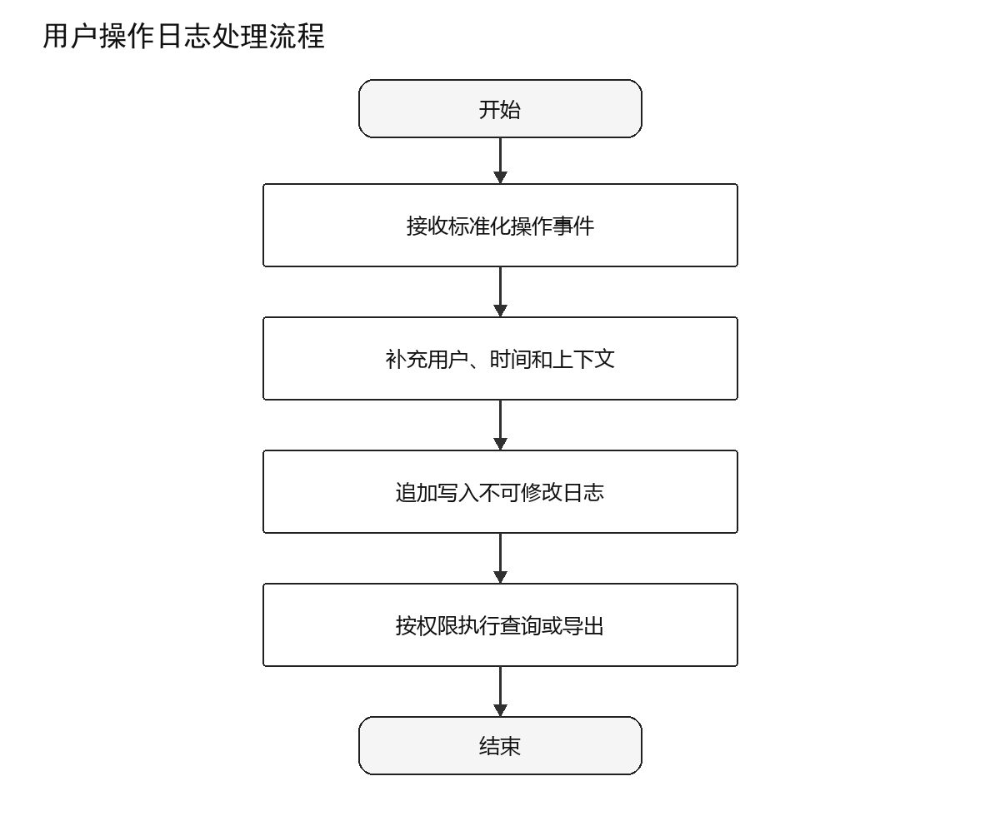 用户操作日志处理流程
开始
接收标准化操作事件
补充用户、时间和上下文
追加写入不可修改日志
按权限执行查询或导出
结束